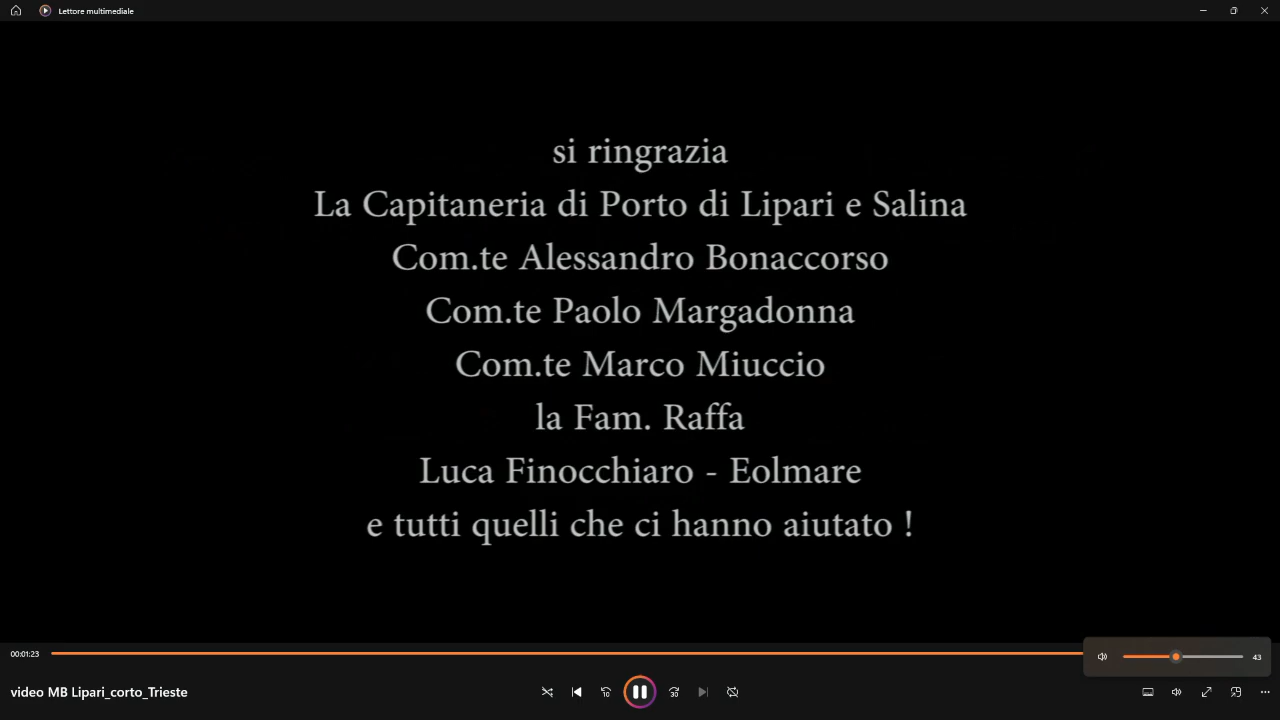 Lettore multimediale
si ringrazia
La Capitaneria di Porto di Lipari e Salina
Com.te Alessandro Bonaccorso
Com.te Paolo Margadonna
Com.te Marco Miuccio
la Fam. Raffa
Luca Finocchiaro - Eolmare
e tutti quelli che ci hanno aiutato !
00:01:23
43
video MB Lipari_corto_Trieste
10
30